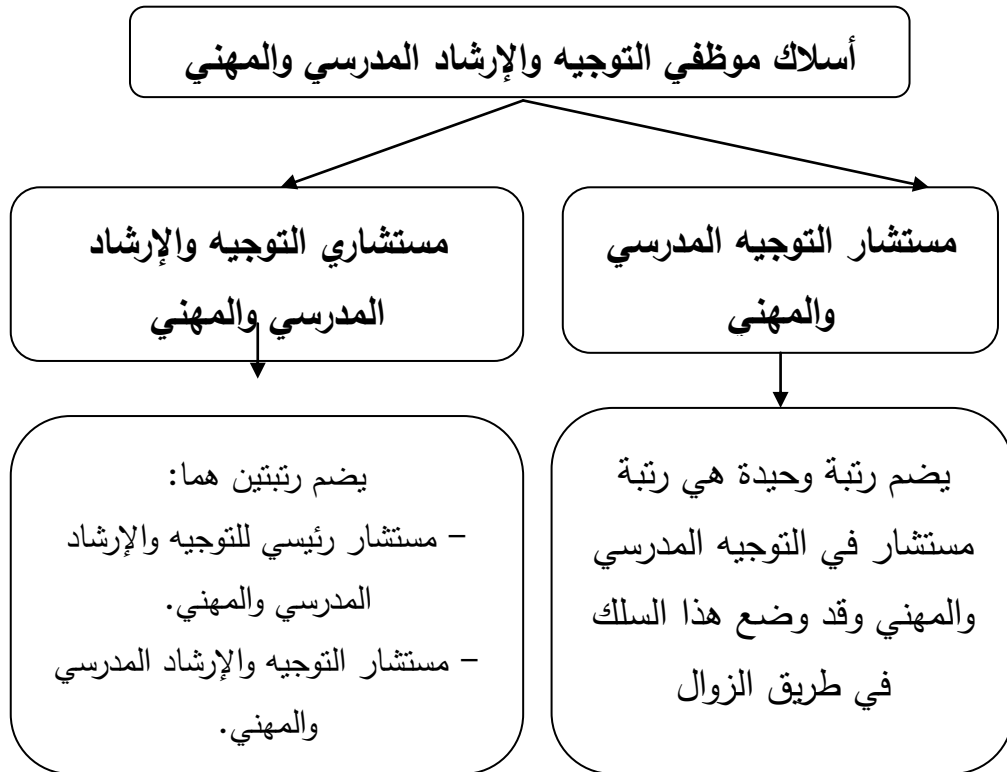 أسلاك موظفي التوجيه والإرشاد المدرسي والمهني
مستشار التوجيه المدرسي
والمهني
مستشاري التوجيه والإرشاد
المدرسي والمهني
يضم رتبة وحيدة هي رتبة
مستشار في التوجيه المدرسي
والمهني وقد وضع هذا السلك
في طريق الزوال
يضم رتبتين هما:
– مستشار رئيسي للتوجيه والإرشاد
المدرسي والمهني.
– مستشار التوجيه والإرشاد المدرسي
والمهني.